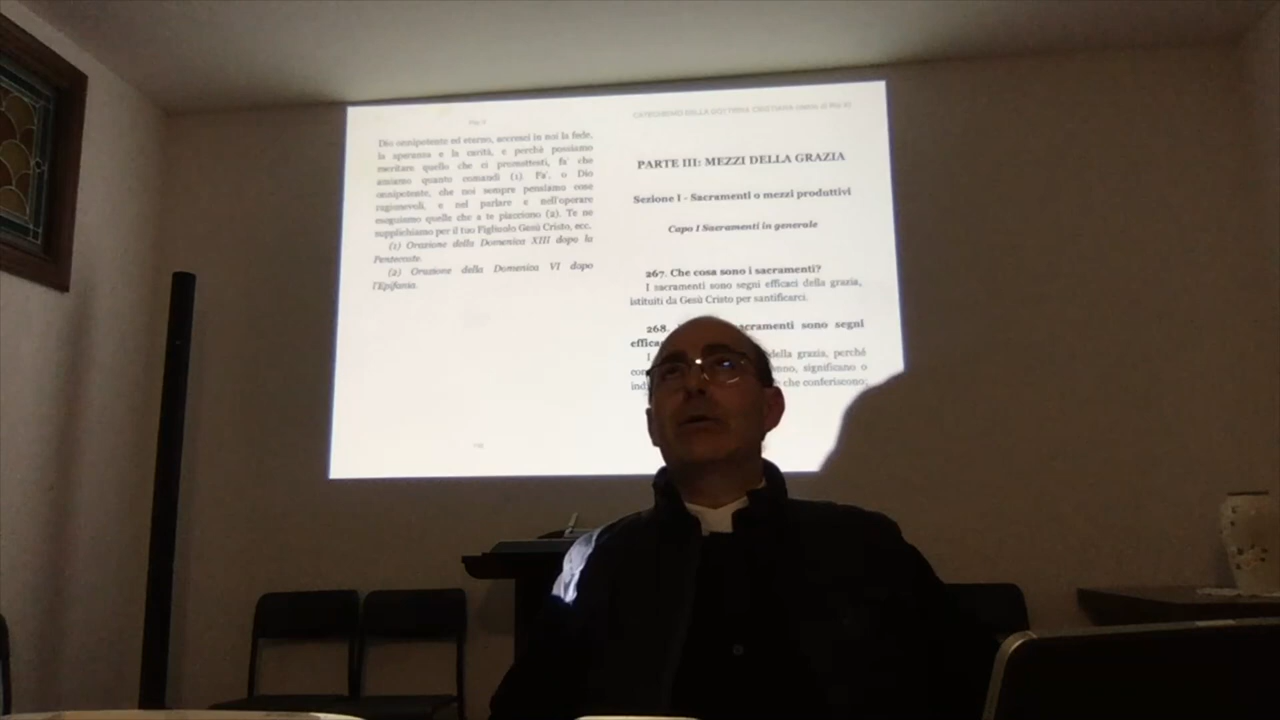 Dio onnipotente ed eterno, accresci in noi la fede,
la speranza e la carità, e perchè possiamo
meritare quello che ci promettesti, fa' che
amiamo quanto comandi (1). Fa', o Dio
onnipotente, che noi sempre pensiamo cose
ragionevoli, e nel parlare e nell'operare
eseguiamo quelle che a te piacciono (2). Te ne
supplichiamo per il tuo Figliuolo Gesù Cristo, ecc.
(1) Orazione della Domenica XIII dopo la
Pentecoste.
(2) Orazione della Domenica VI dopo
l'Epifania.
CATECHISMO DELLA DOTTRINA CRISTIANA
PARTE III: MEZZI DELLA GRAZIA
Sezione I - Sacramenti o mezzi produttivi
Capo I Sacramenti in generale
267. Che cosa sono i sacramenti?
I sacramenti sono segni efficaci della grazia,
istituiti da Gesù Cristo per santificarci.
268. sono segni
I della grazia, perché
significano o
che conferiscono;